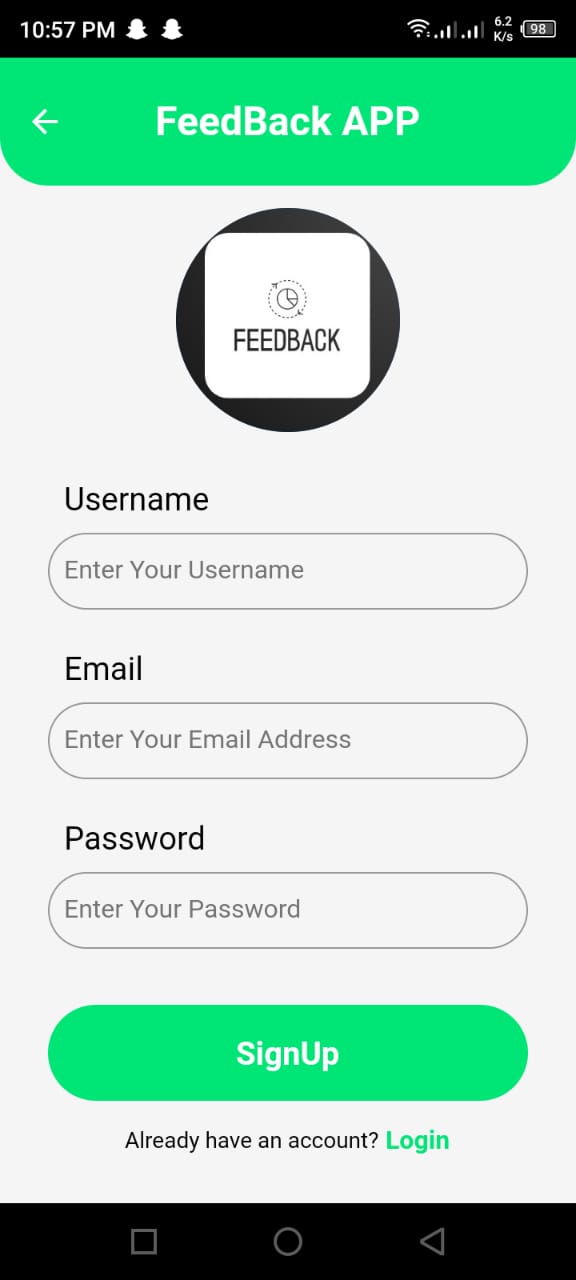 10:57 PM
6.2
K/s
98
FeedBack APP
FEEDBACK
Username
Enter Your Username
Email
Enter Your Email Address
Password
Enter Your Password
SignUp
Already have an account? Login